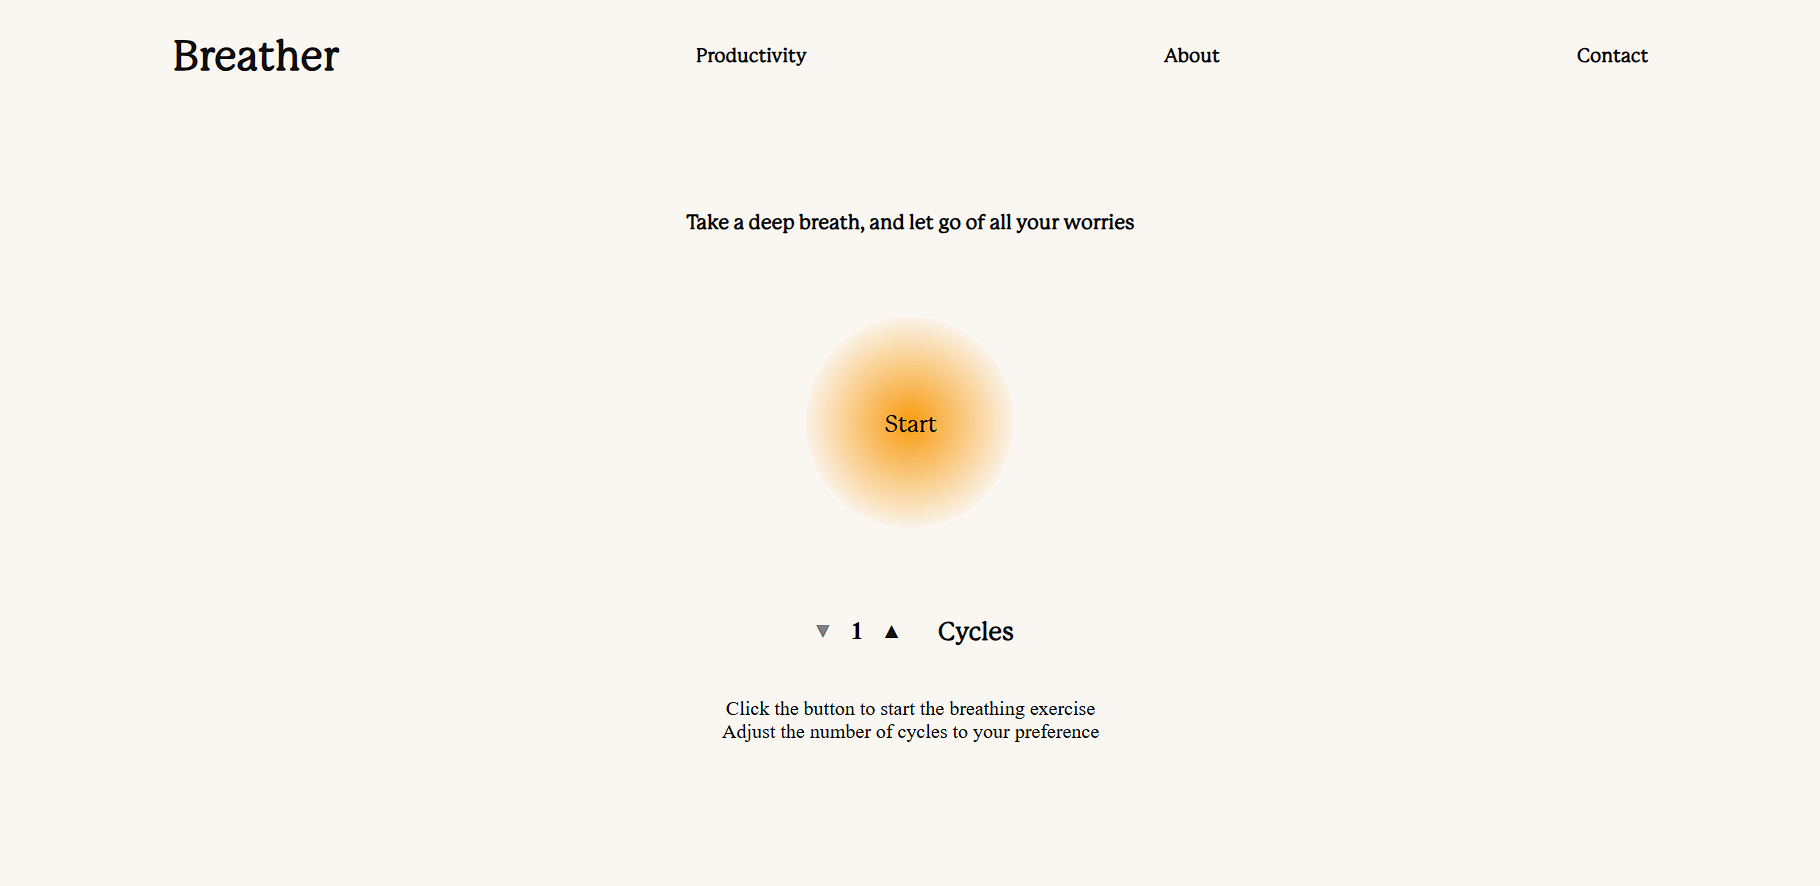 Breather
Productivity
About
Contact
Take a deep breath, and let go of all your worries
Start
▼ 1 ▲ Cycles
Click the button to start the breathing exercise
Adjust the number of cycles to your preference